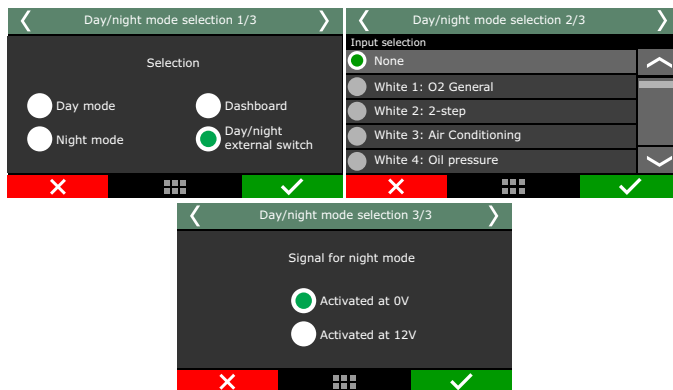 Day/night mode selection 1/3
Selection
Day mode
Dashboard
Night mode
Day/night
external switch
Day/night mode selection 2/3
Input selection
None
White 1: O2 General
White 2: 2-step
White 3: Air Conditioning
White 4: Oil pressure
Day/night mode selection 3/3
Signal for night mode
Activated at 0V
Activated at 12V